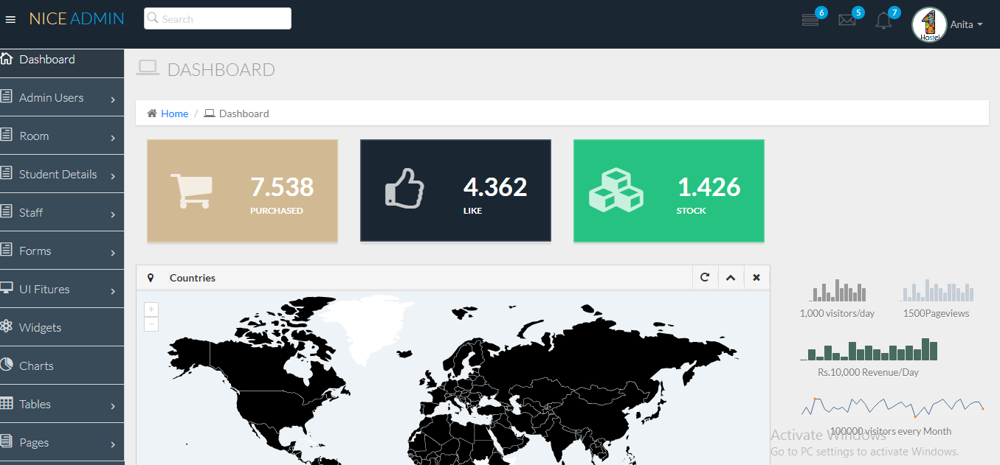 NICE ADMIN
Search
6
5
7
Hostel
Anita
Dashboard
Admin Users
Room
Student Details
Staff
Forms
UI Fitures
Widgets
Charts
Tables
Pages
DASHBOARD
Home / Dashboard
7.538
PURCHASED
4.362
LIKE
1.426
STOCK
Countries
+
−
1,000 visitors/day
1500Pageviews
Rs.10,000 Revenue/Day
100000 visitors every Month
Activate Windows
Go to PC settings to activate Windows.